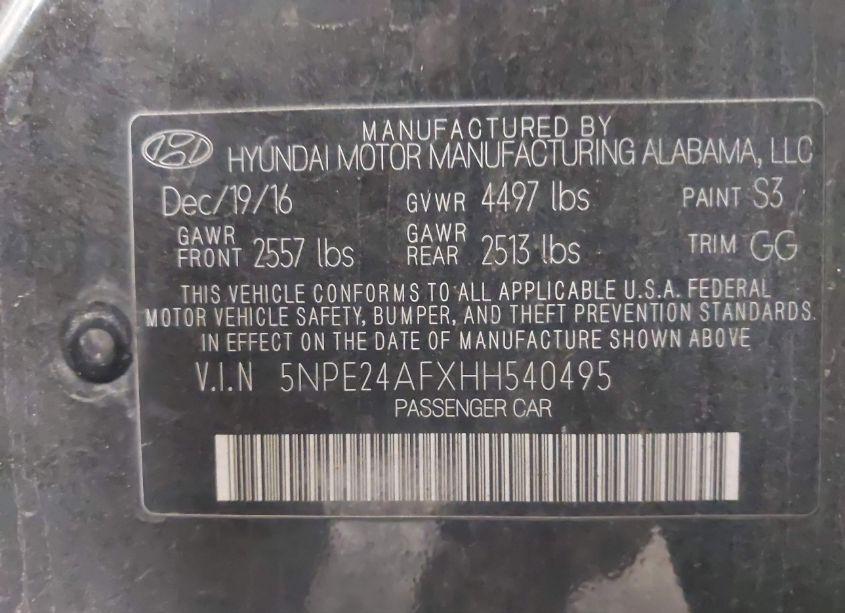 MANUFACTURED BY
HYUNDAI MOTOR MANUFACTURING ALABAMA, LLC
Dec/19/16 GVWR 4497 lbs PAINT S3
GAWR FRONT 2557 lbs GAWR REAR 2513 lbs TRIM GG
THIS VEHICLE CONFORMS TO ALL APPLICABLE U.S.A. FEDERAL
MOTOR VEHICLE SAFETY, BUMPER, AND THEFT PREVENTION STANDARDS.
IN EFFECT ON THE DATE OF MANUFACTURE SHOWN ABOVE
V.I.N 5NPE24AFXHH540495
PASSENGER CAR